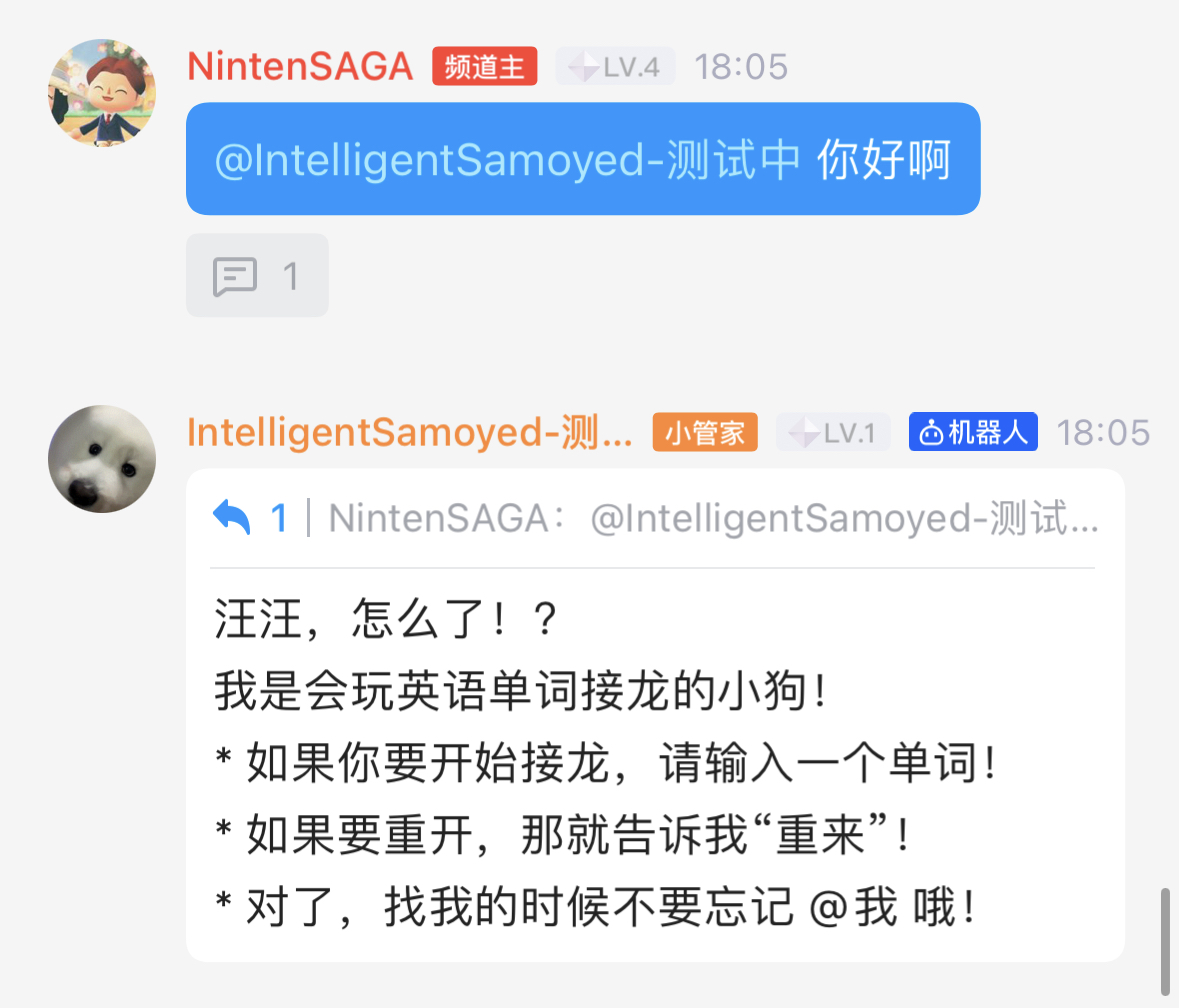 NintenSAGA 频道主 LV.4 18:05
@IntelligentSamoyed-测试中 你好啊
1
IntelligentSamoyed-测... 小管家 LV.1 机器人 18:05
1 | NintenSAGA： @IntelligentSamoyed-测试...
汪汪，怎么了！？
我是会玩英语单词接龙的小狗！
* 如果你要开始接龙，请输入一个单词！
* 如果要重开，那就告诉我“重来”！
* 对了，找我的时候不要忘记 @我 哦！